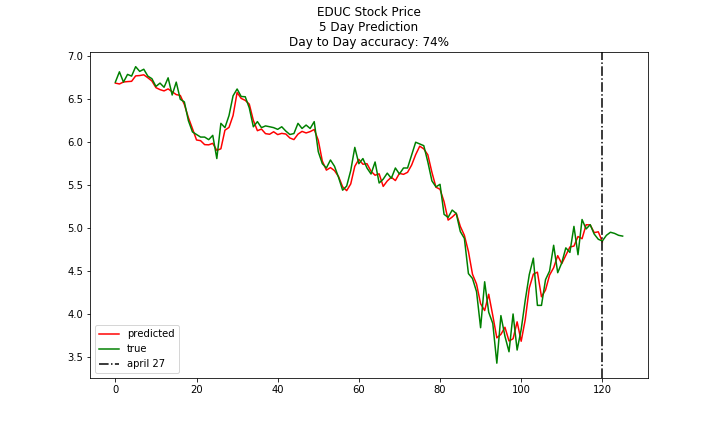 EDUC Stock Price
5 Day Prediction
Day to Day accuracy: 74%
7.0
6.5
6.0
5.5
5.0
4.5
4.0
3.5
predicted
true
april 27
0 20 40 60 80 100 120